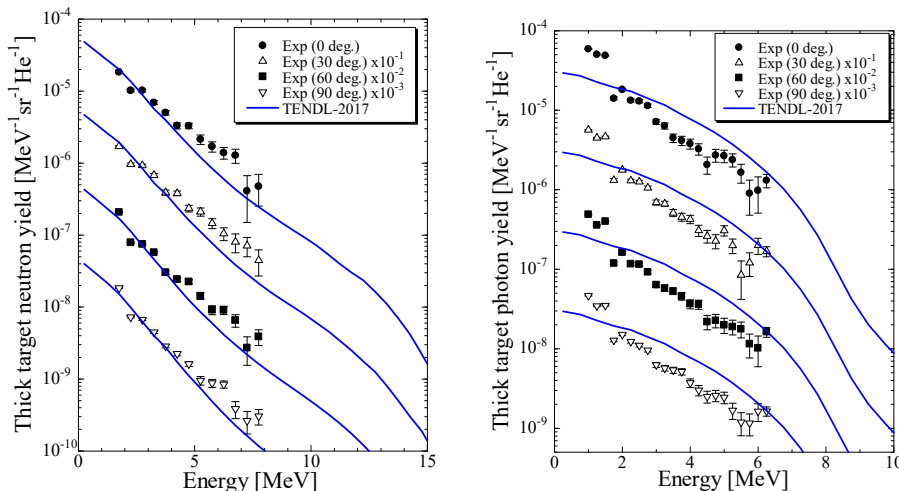 Thick target neutron yield [MeV⁻¹sr⁻¹He⁻¹]
10⁻⁴
10⁻⁵
10⁻⁶
10⁻⁷
10⁻⁸
10⁻⁹
10⁻¹⁰
Exp (0 deg.)
Exp (30 deg.) x10⁻¹
Exp (60 deg.) x10⁻²
Exp (90 deg.) x10⁻³
TENDL-2017
0 5 10 15
Energy [MeV]
Thick target photon yield [MeV⁻¹sr⁻¹He⁻¹]
10⁻⁴
10⁻⁵
10⁻⁶
10⁻⁷
10⁻⁸
10⁻⁹
Exp (0 deg.)
Exp (30 deg.) x10⁻¹
Exp (60 deg.) x10⁻²
Exp (90 deg.) x10⁻³
TENDL-2017
0 2 4 6 8 10
Energy [MeV]